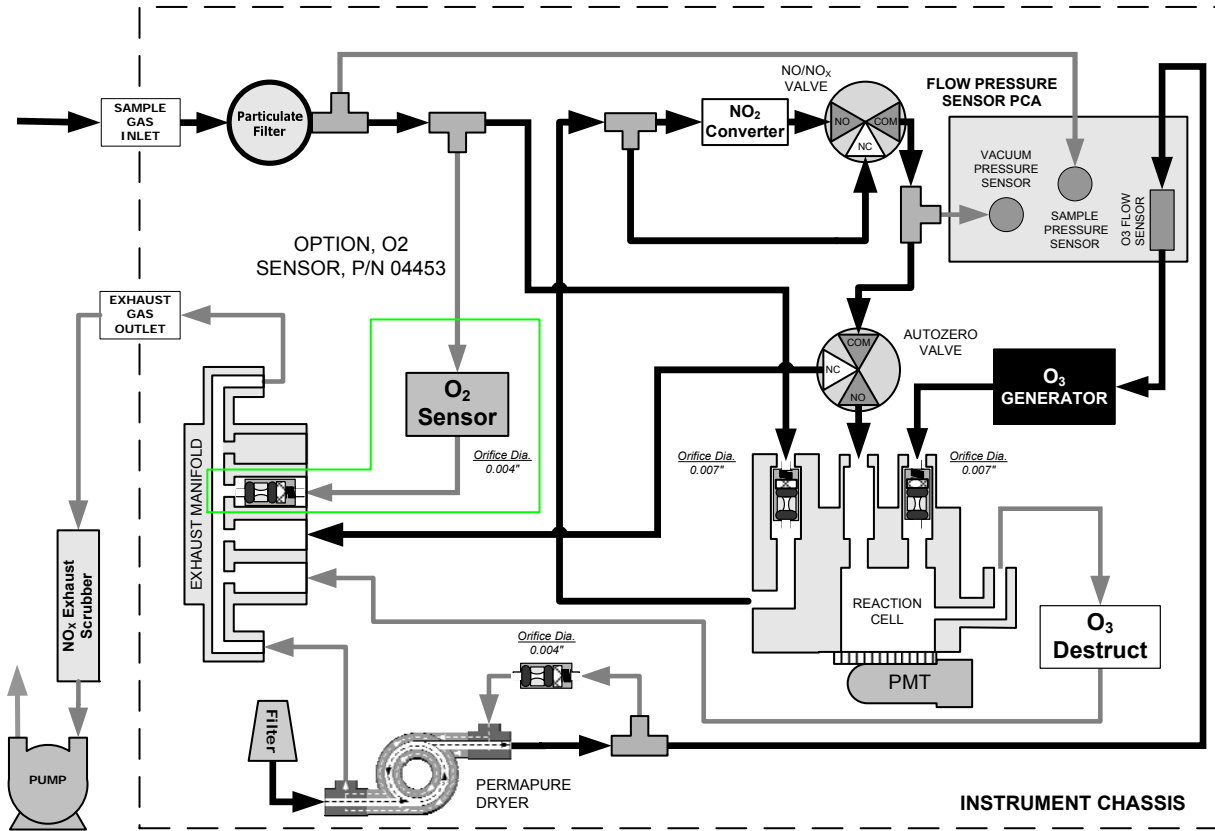 SAMPLE
GAS
INLET
Particulate
Filter
NO/NOX
VALVE
NO2
Converter
NO
COM
NC
FLOW PRESSURE
SENSOR PCA
VACUUM
PRESSURE
SENSOR
SAMPLE
PRESSURE
SENSOR
O3 FLOW
SENSOR
OPTION, O2
SENSOR, P/N 04453
EXHAUST
GAS
OUTLET
O2
Sensor
Orifice Dia.
0.004"
COM
NC
NO
AUTOZERO
VALVE
O3
GENERATOR
Orifice Dia.
0.007"
Orifice Dia.
0.007"
EXHAUST MANIFOLD
NOX Exhaust
Scrubber
REACTION
CELL
O3
Destruct
PMT
Orifice Dia.
0.004"
Filter
PERMAPURE
DRYER
PUMP
INSTRUMENT CHASSIS